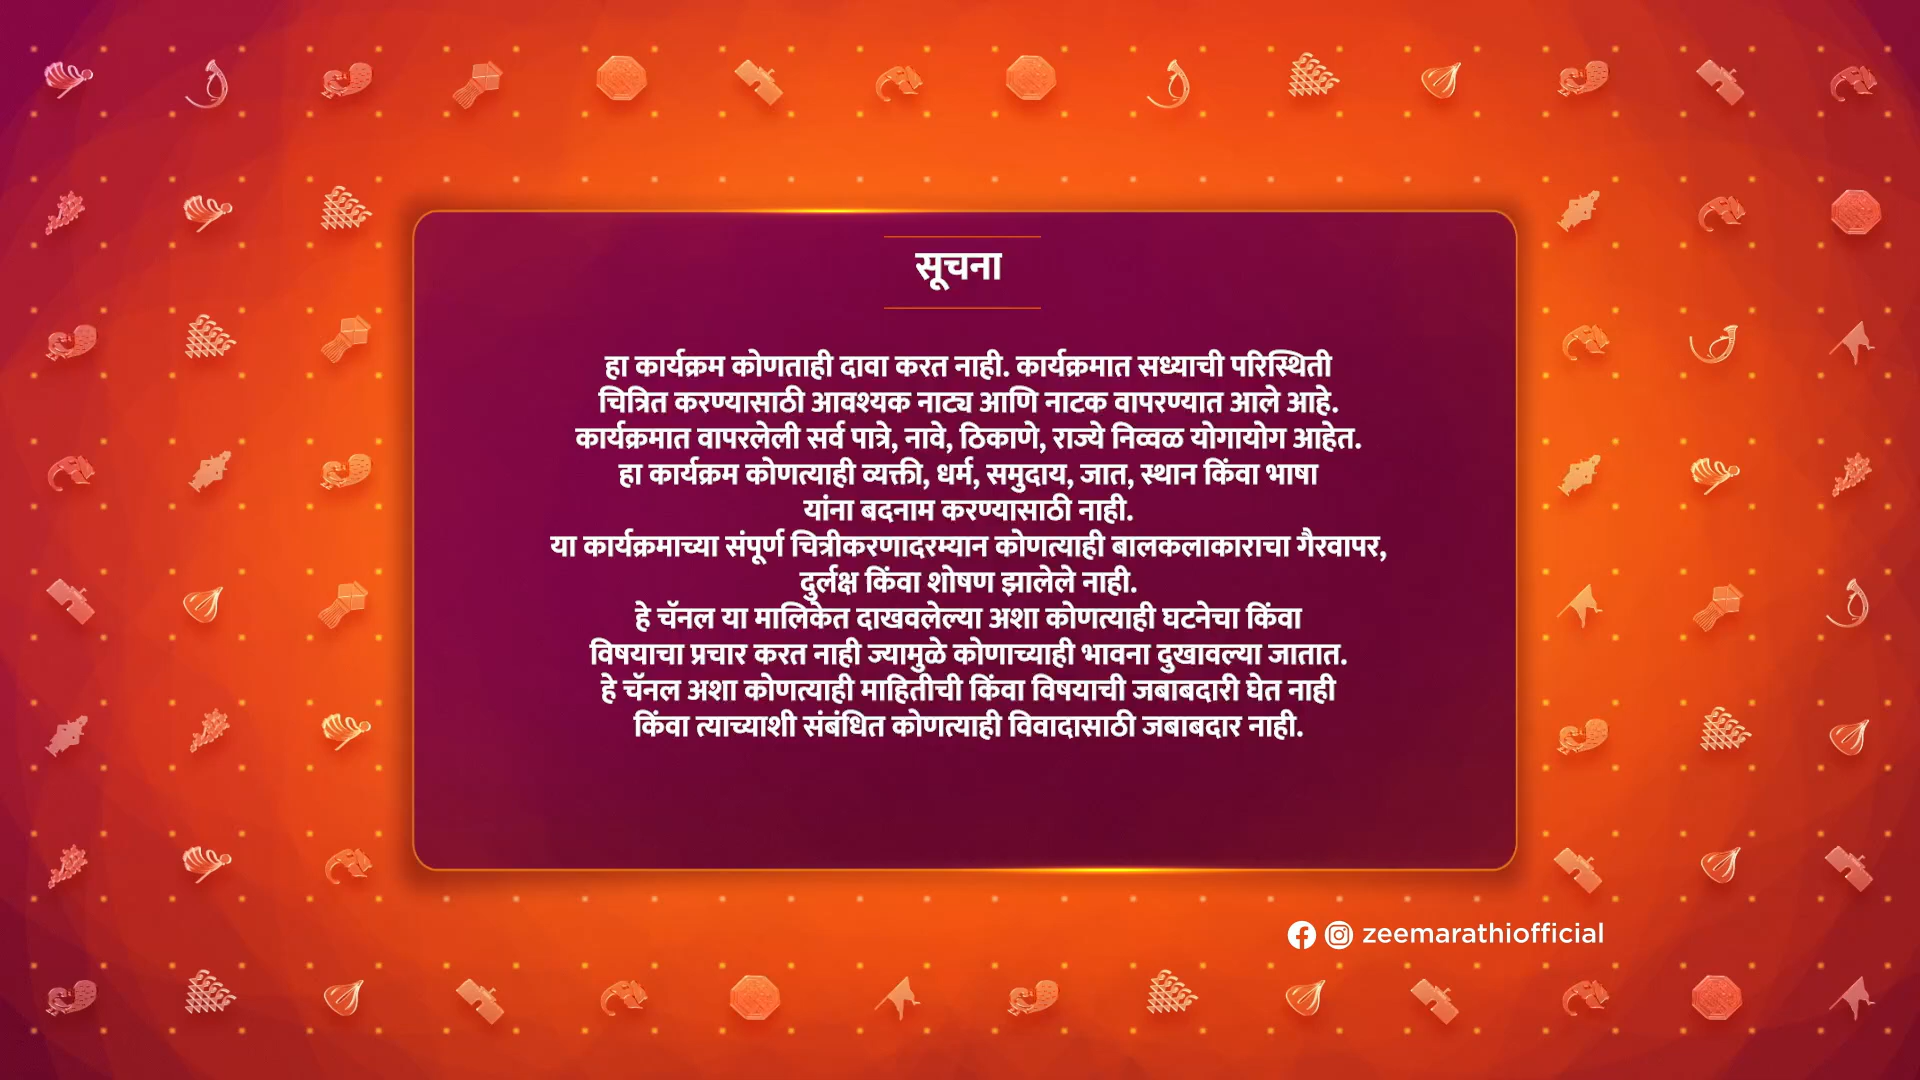 सूचना
हा कार्यक्रम कोणताही दावा करत नाही. कार्यक्रमात सध्याची परिस्थिती
चित्रित करण्यासाठी आवश्यक नाट्य आणि नाटक वापरण्यात आले आहे.
कार्यक्रमात वापरलेली सर्व पात्रे, नावे, ठिकाणे, राज्ये निव्वळ योगायोग आहेत.
हा कार्यक्रम कोणत्याही व्यक्ती, धर्म, समुदाय, जात, स्थान किंवा भाषा
यांना बदनाम करण्यासाठी नाही.
या कार्यक्रमाच्या संपूर्ण चित्रीकरणादरम्यान कोणत्याही बालकलाकाराचा गैरवापर,
दुर्लक्ष किंवा शोषण झालेले नाही.
हे चॅनल या मालिकेत दाखवलेल्या अशा कोणत्याही घटनेचा किंवा
विषयाचा प्रचार करत नाही ज्यामुळे कोणाच्याही भावना दुखावल्या जातात.
हे चॅनल अशा कोणत्याही माहितीची किंवा विषयाची जबाबदारी घेत नाही
किंवा त्याच्याशी संबंधित कोणत्याही विवादासाठी जबाबदार नाही.
zeemarathiofficial